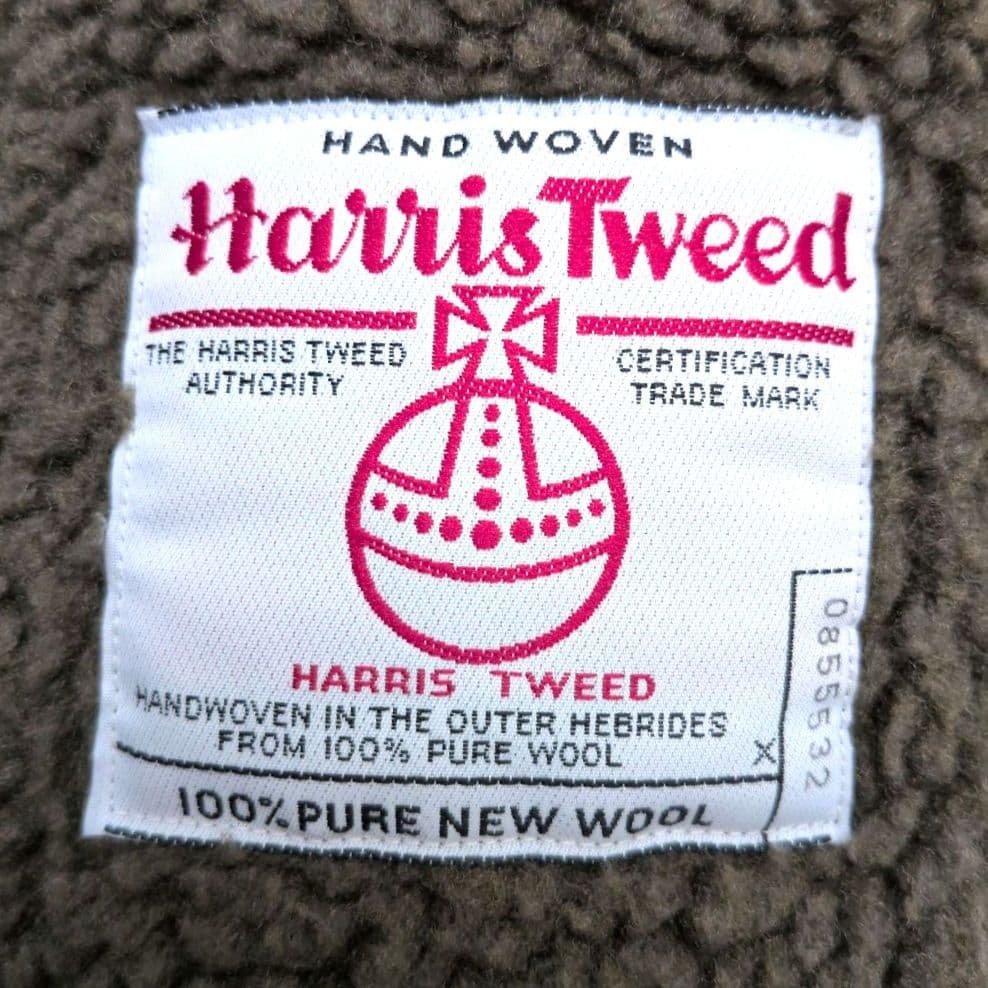 HAND WOVEN
Harris Tweed
THE HARRIS TWEED
AUTHORITY
CERTIFICATION
TRADE MARK
HARRIS TWEED
HANDWOVEN IN THE OUTER HEBRIDES
FROM 100% PURE WOOL
X
100% PURE NEW WOOL
0855532